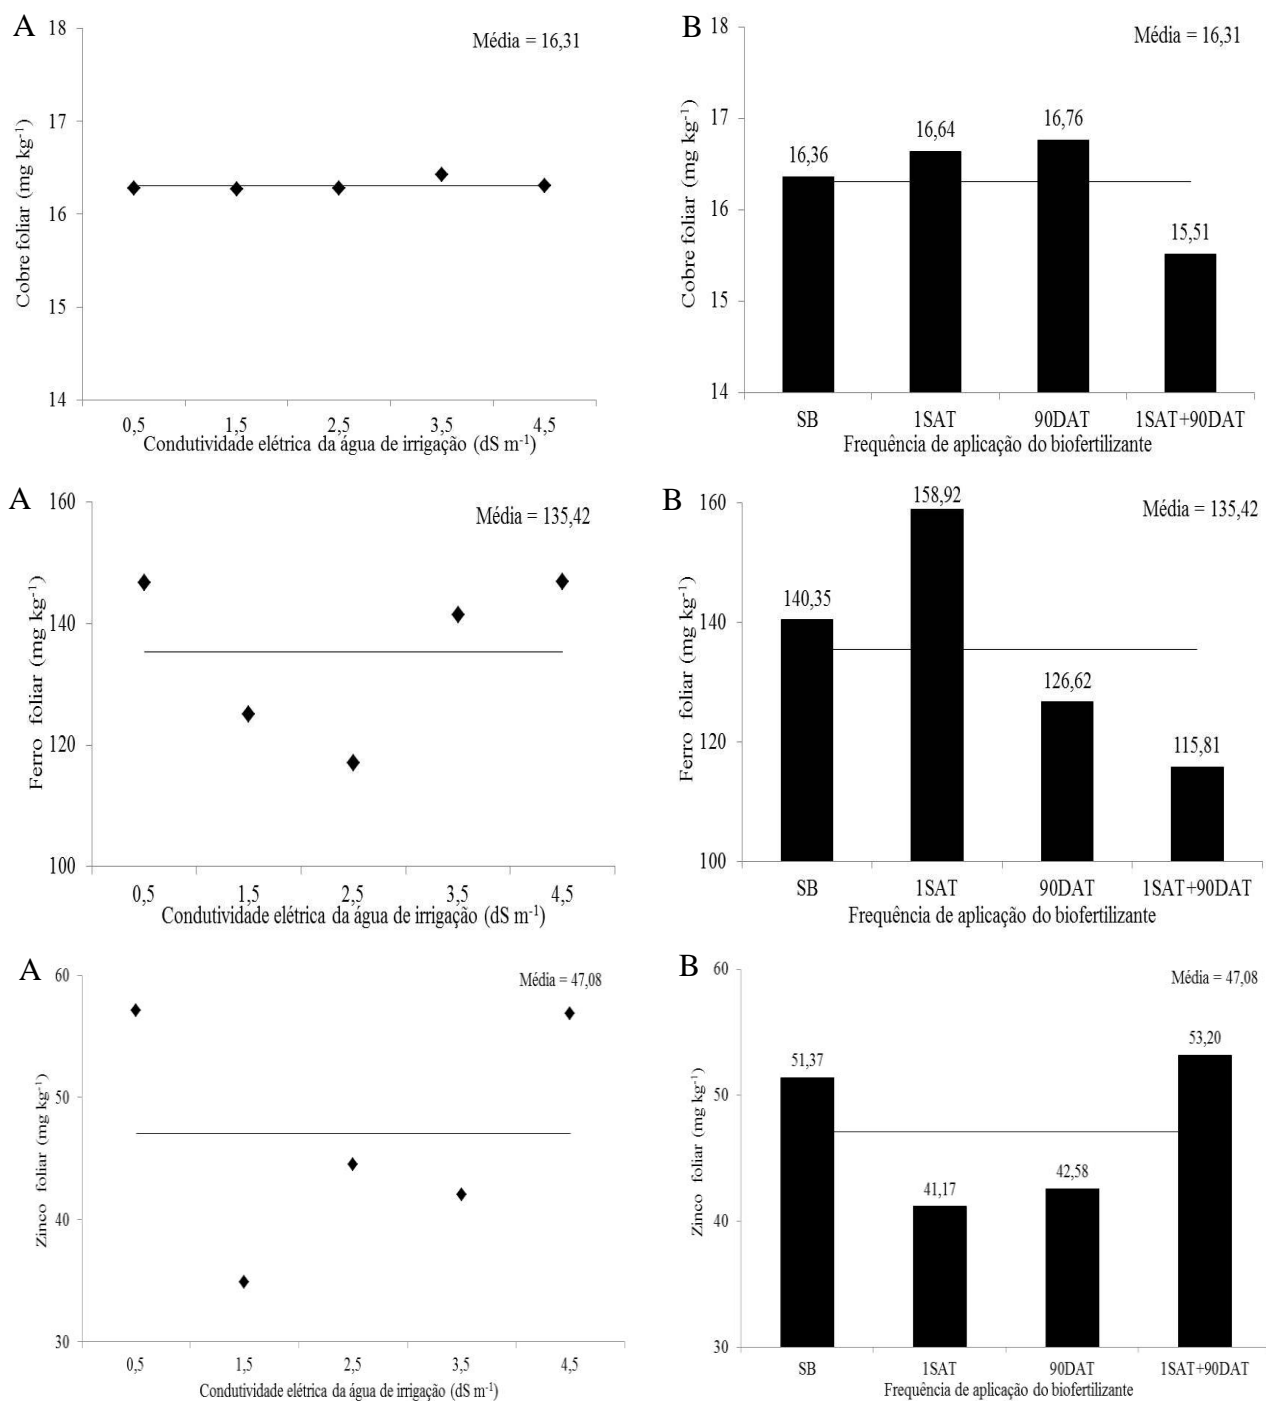 A
Média = 16,31
Cobre foliar (mg kg⁻¹)
18
17
16
15
14
0,5 1,5 2,5 3,5 4,5
Condutividade elétrica da água de irrigação (dS m⁻¹)
B
Média = 16,31
Cobre foliar (mg kg⁻¹)
18
17
16
15
14
16,36
16,64
16,76
15,51
SB 1SAT 90DAT 1SAT+90DAT
Frequência de aplicação do biofertilizante
A
Média = 135,42
Ferro foliar (mg kg⁻¹)
160
140
120
100
0,5 1,5 2,5 3,5 4,5
Condutividade elétrica da água de irrigação (dS m⁻¹)
B
Média = 135,42
Ferro foliar (mg kg⁻¹)
160
140
120
100
140,35
158,92
126,62
115,81
SB 1SAT 90DAT 1SAT+90DAT
Frequência de aplicação do biofertilizante
A
Média = 47,08
Zinco foliar (mg kg⁻¹)
60
50
40
30
0,5 1,5 2,5 3,5 4,5
Condutividade elétrica da água de irrigação (dS m⁻¹)
B
Média = 47,08
Zinco foliar (mg kg⁻¹)
60
50
40
30
51,37
41,17
42,58
53,20
SB 1SAT 90DAT 1SAT+90DAT
Frequência de aplicação do biofertilizante